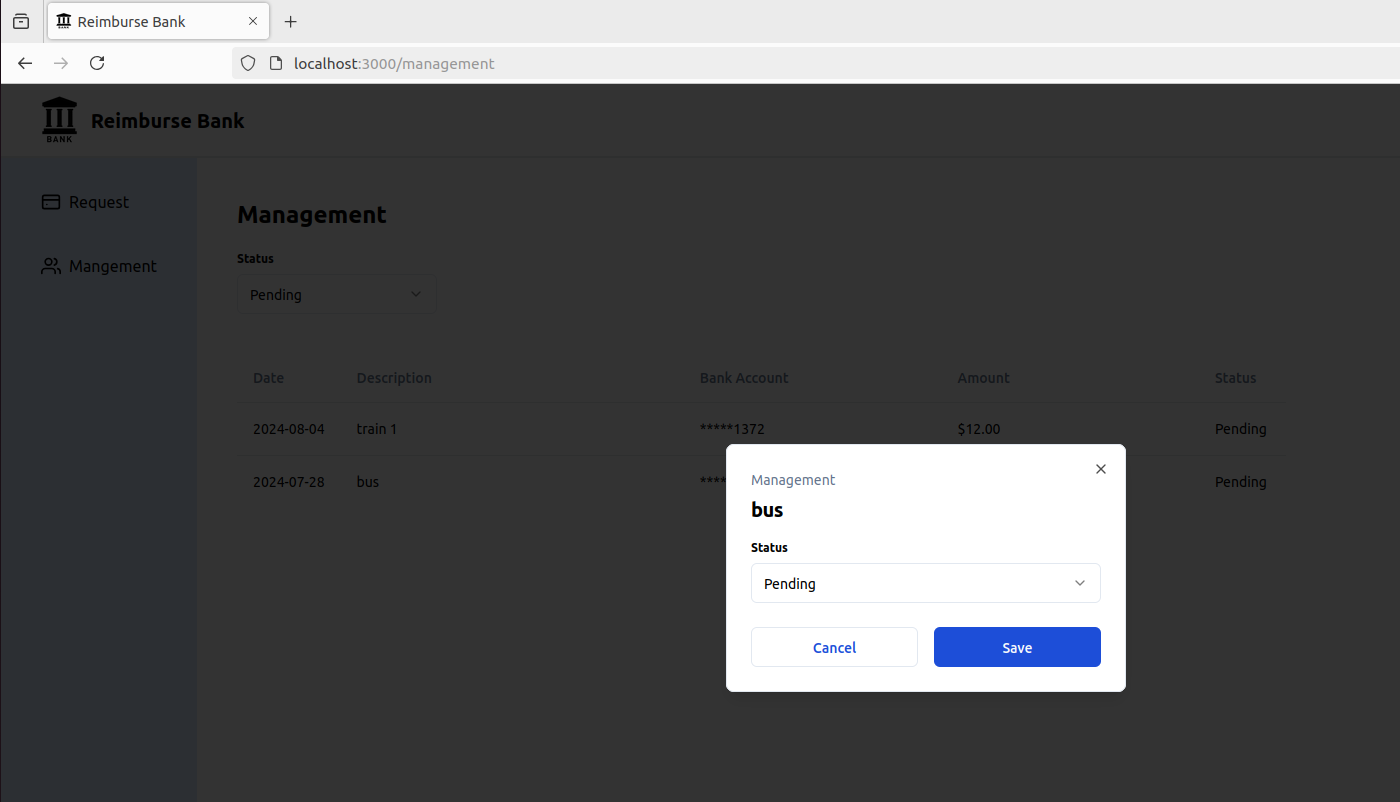 Reimburse Bank
localhost:3000/management
BANK
Reimburse Bank
Request
Mangement
Management
Status
Pending
Date Description Bank Account Amount Status
2024-08-04 train 1 *****1372 $12.00 Pending
2024-07-28 bus **** Pending
Management
bus
Status
Pending
Cancel Save